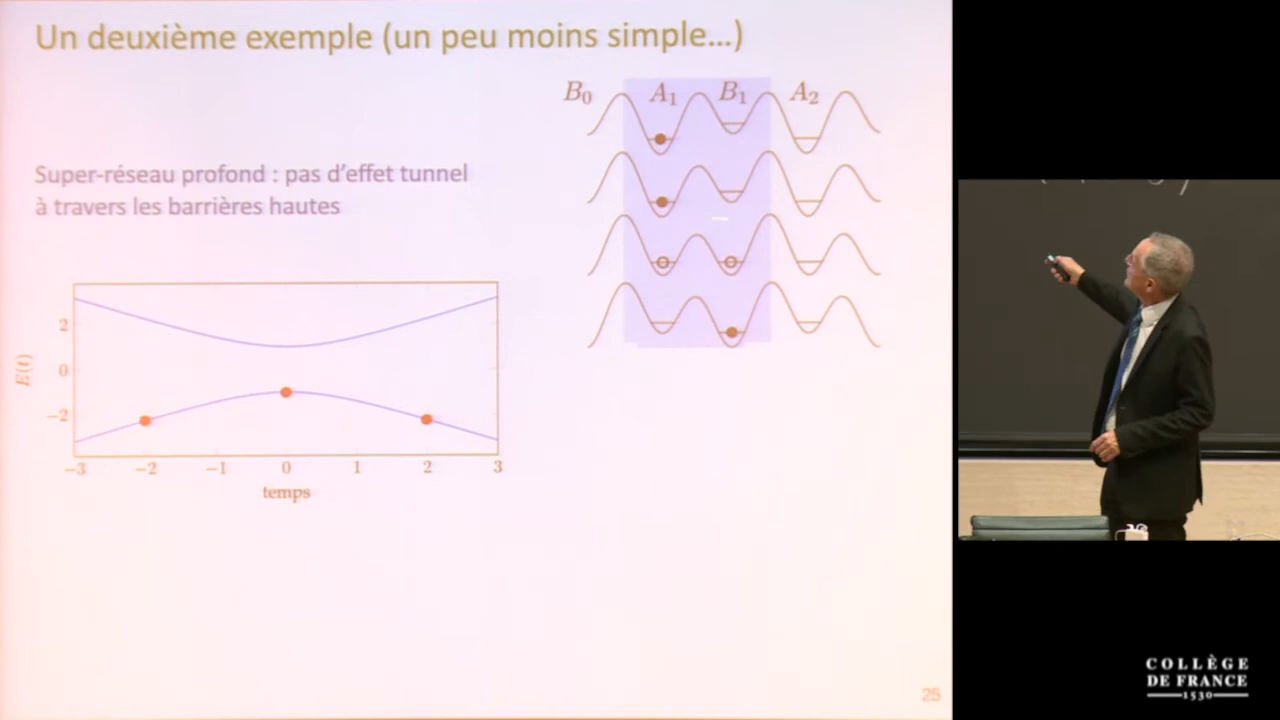 Un deuxième exemple (un peu moins simple...)
B₀ A₁ B₁ A₂
Super-réseau profond : pas d'effet tunnel
à travers les barrières hautes
E(t)
2
0
−2
−3 −2 −1 0 1 2 3
temps
25
COLLÈGE
DE FRANCE
1530